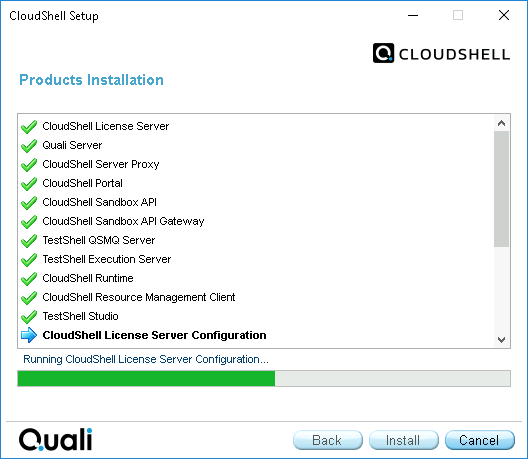 CloudShell Setup
CLOUDSHELL
Products Installation
CloudShell License Server
Quali Server
CloudShell Server Proxy
CloudShell Portal
CloudShell Sandbox API
CloudShell Sandbox API Gateway
TestShell QSMQ Server
TestShell Execution Server
CloudShell Runtime
CloudShell Resource Management Client
TestShell Studio
CloudShell License Server Configuration
Running CloudShell License Server Configuration...
Quali
Back
Install
Cancel